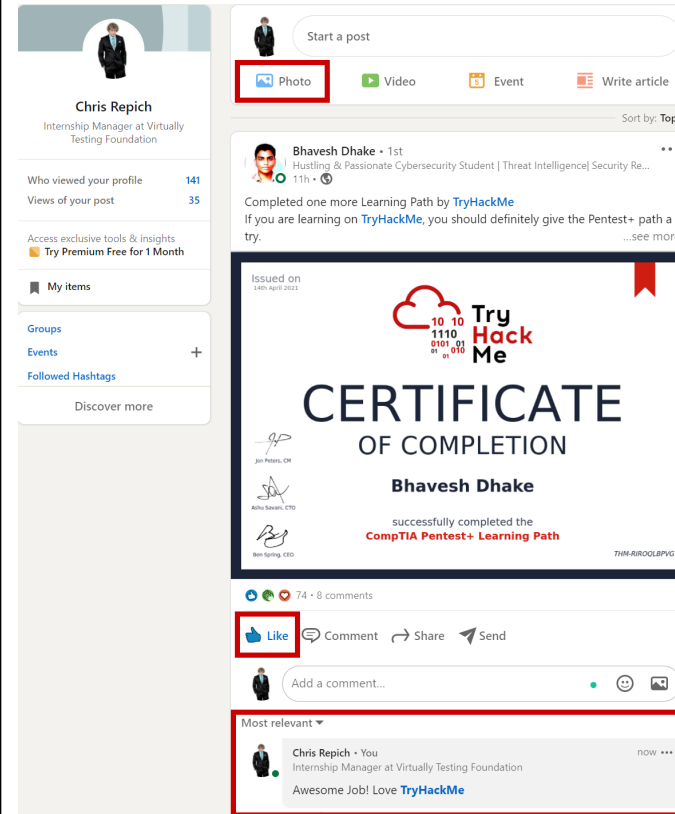 Chris Repich
Internship Manager at Virtually
Testing Foundation
Who viewed your profile 141
Views of your post 35
Access exclusive tools & insights
Try Premium Free for 1 Month
My items
Groups
Events +
Followed Hashtags
Discover more
Start a post
Photo Video Event Write article
Sort by: Top
Bhavesh Dhake • 1st •••
Hustling & Passionate Cybersecurity Student | Threat Intelligence| Security Re...
11h •
Completed one more Learning Path by TryHackMe
If you are learning on TryHackMe, you should definitely give the Pentest+ path a
try. ...see more
Issued on
14th April 2021
10 10
1110
0101 01
01 01 010
Try
Hack
Me
CERTIFICATE
OF COMPLETION
Jon Peters, CM
Bhavesh Dhake
Ashu Savani, CTO
successfully completed the
CompTIA Pentest+ Learning Path
Ben Spring, CEO
THM-RIROQLBPVG
74 • 8 comments
Like Comment Share Send
Add a comment...
Most relevant
Chris Repich • You now •••
Internship Manager at Virtually Testing Foundation
Awesome Job! Love TryHackMe